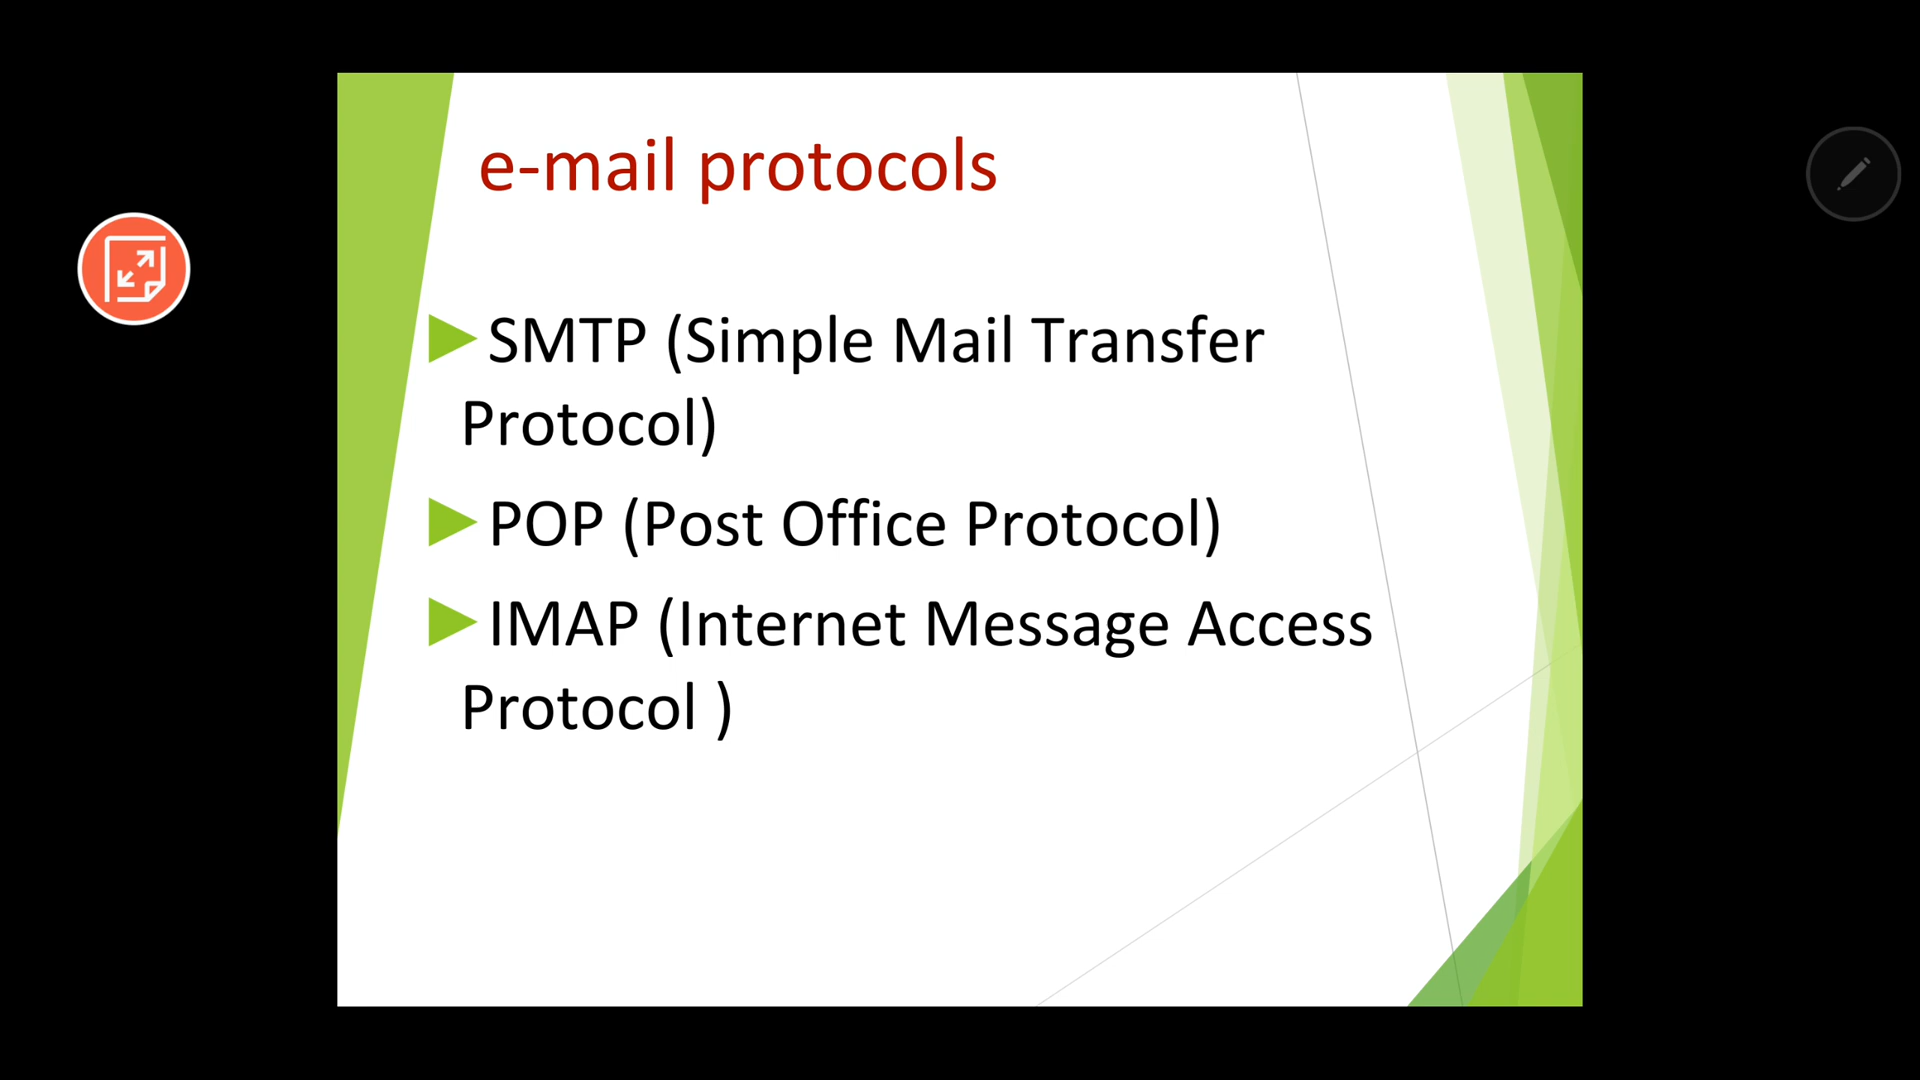 e-mail protocols
SMTP (Simple Mail Transfer
Protocol)
POP (Post Office Protocol)
IMAP (Internet Message Access
Protocol )